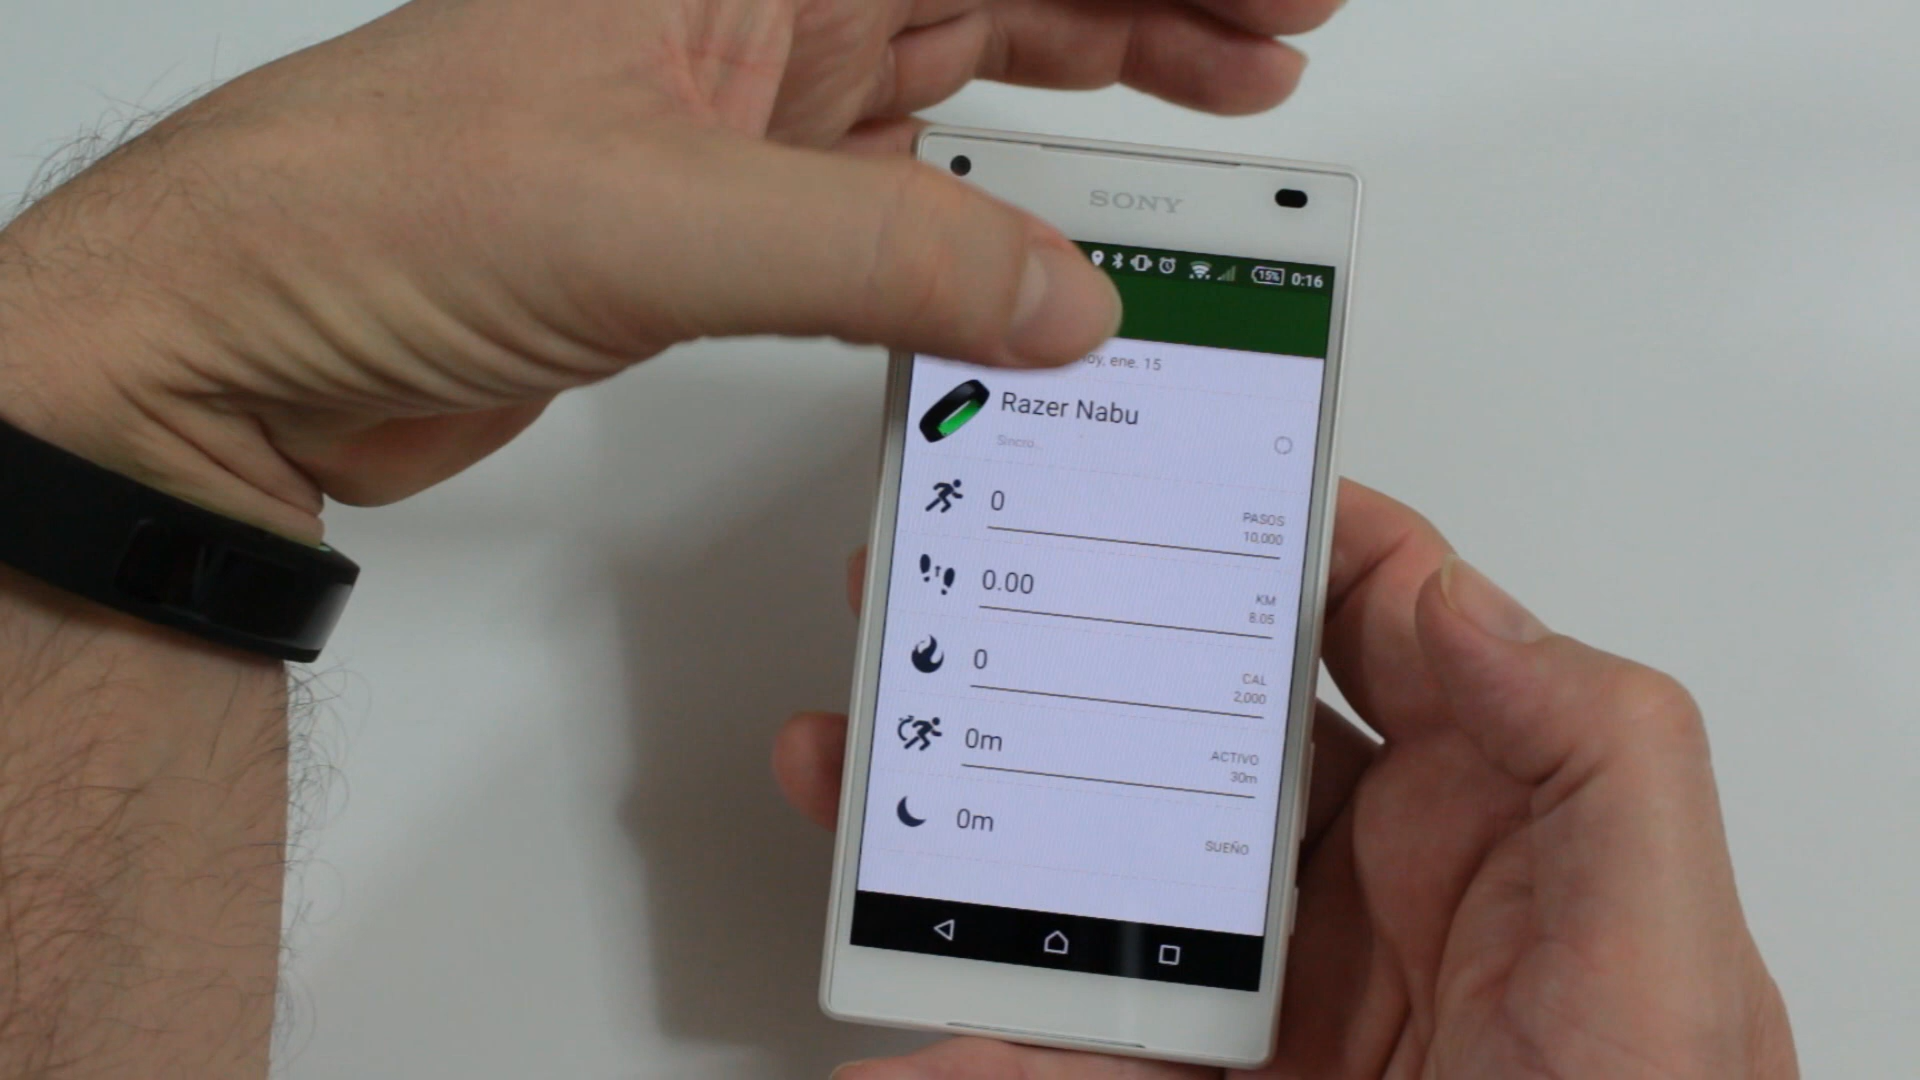 SONY
15% 0:16
ene. 15
Razer Nabu
Sincro...
0
PASOS
10,000
0.00
KM
8.05
0
CAL
2,000
0m
ACTIVO
30m
0m
SUEÑO